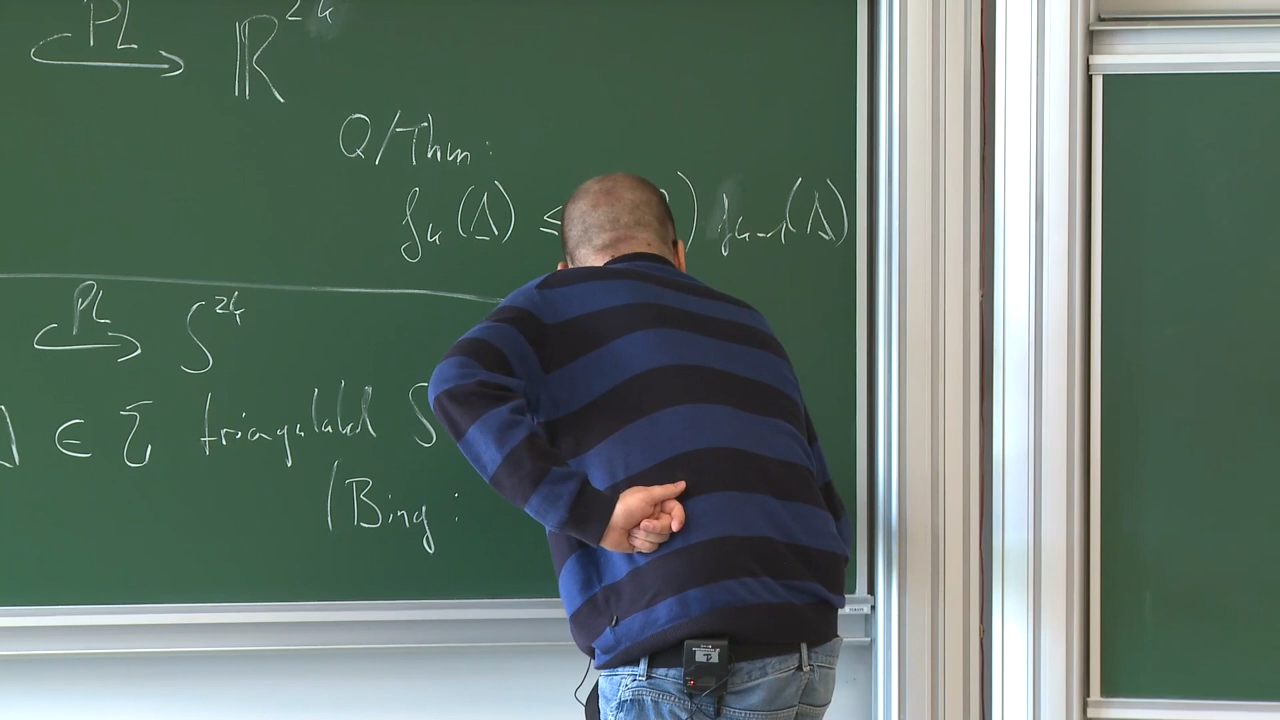 PL
ℝ^{2k}
Q/Thm:
f_k(Δ) ≤ ) f_{k-1}(Δ)
PL
S^{2k}
Δ ∈ Σ triangulated S
(Bing: